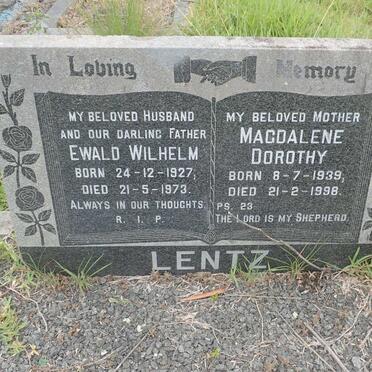 In Loving Memory
My Beloved Husband
and our Darling Father
Ewald Wilhelm
Born 24-12-1927,
Died 21-5-1973.
Always in our thoughts.
R. I. P.
My Beloved Mother
Magdalene
Dorothy
Born 8-7-1939,
Died 21-2-1998.
Ps. 23
The Lord is my Shepherd.
LENTZ